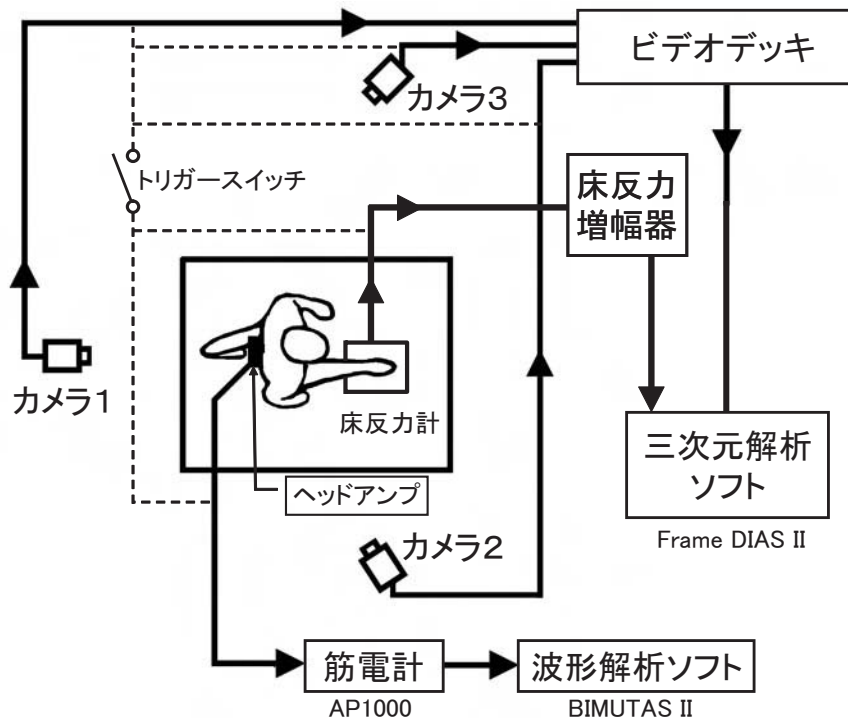 ビデオデッキ
カメラ3
トリガースイッチ
床反力
増幅器
カメラ1
床反力計
三次元解析
ソフト
Frame DIAS II
ヘッドアンプ
カメラ2
筋電計
AP1000
波形解析ソフト
BIMUTAS II